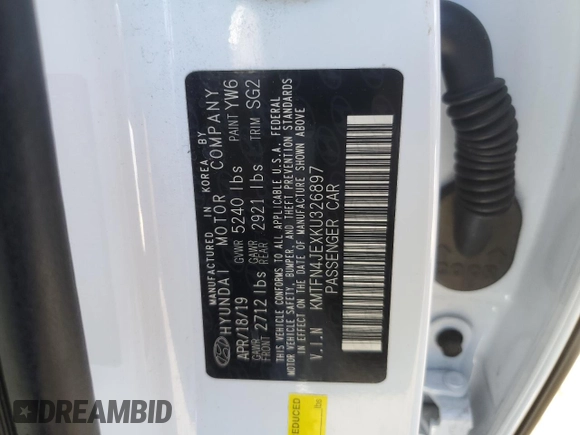 MANUFACTURED IN KOREA BY
HYUNDAI MOTOR COMPANY
APR/18/19 GVWR 5240 lbs PAINT YW6
GAWR FRONT 2712 lbs GAWR REAR 2921 lbs TRIM SG2
THIS VEHICLE CONFORMS TO ALL APPLICABLE U.S.A. FEDERAL
MOTOR VEHICLE SAFETY, BUMPER, AND THEFT PREVENTION STANDARDS
IN EFFECT ON THE DATE OF MANUFACTURE SHOWN ABOVE
V.I.N KMTFN4JEXKU326897
PASSENGER CAR
EDUCED
lbs
DREAMBID